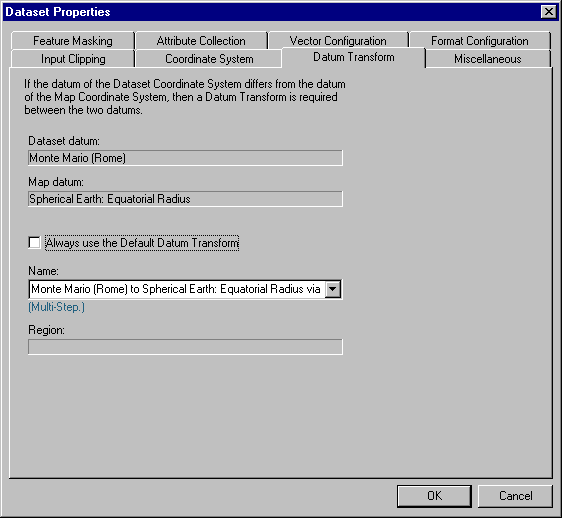 Dataset Properties
Feature Masking
Attribute Collection
Vector Configuration
Format Configuration
Input Clipping
Coordinate System
Datum Transform
Miscellaneous
If the datum of the Dataset Coordinate System differs from the datum
of the Map Coordinate System, then a Datum Transform is required
between the two datums.
Dataset datum:
Monte Mario (Rome)
Map datum:
Spherical Earth: Equatorial Radius
Always use the Default Datum Transform
Name:
Monte Mario (Rome) to Spherical Earth: Equatorial Radius via
(Multi-Step.)
Region:
OK
Cancel